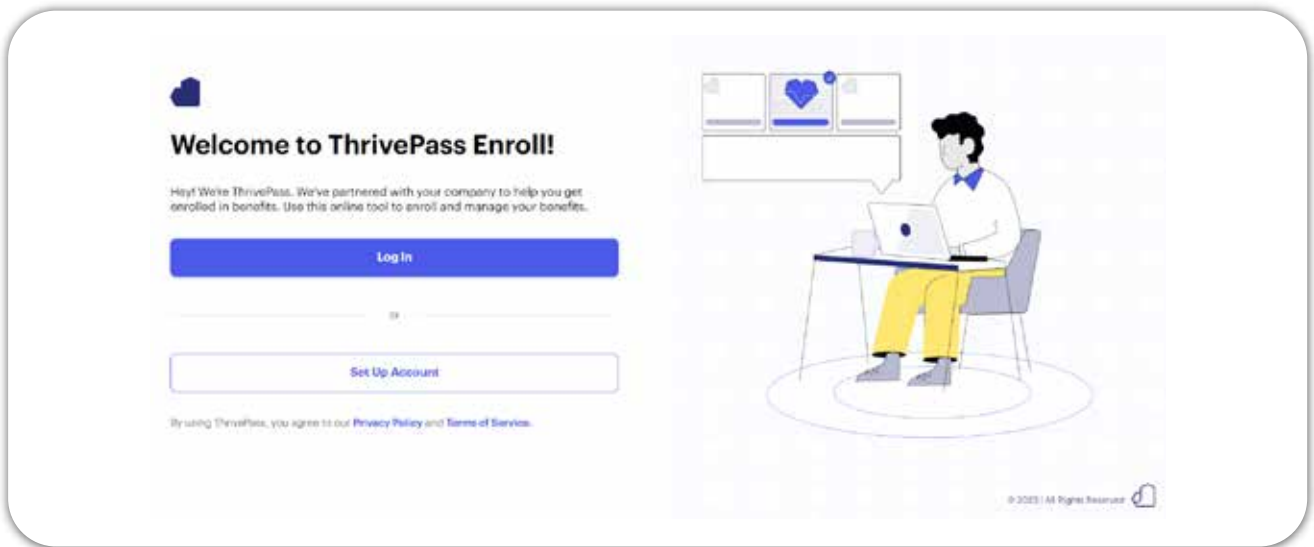 Welcome to ThrivePass Enroll!
Hey! We're ThrivePass. We've partnered with your company to help you get
enrolled in benefits. Use this online tool to enroll and manage your benefits.
Log In
or
Set Up Account
By using ThrivePass, you agree to our Privacy Policy and Terms of Service.
© 2023 | All Rights Reserved